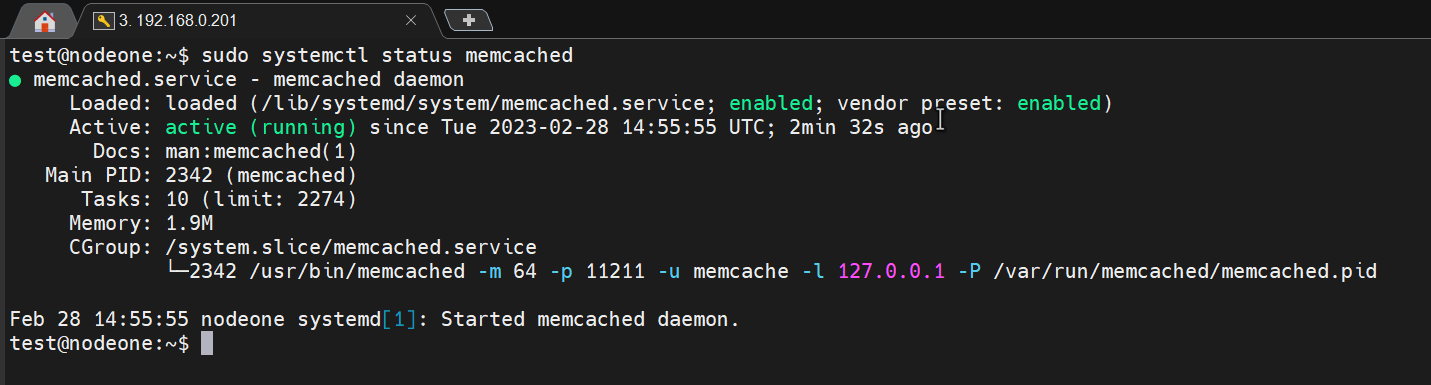 3. 192.168.0.201
test@nodeone:~$ sudo systemctl status memcached
● memcached.service - memcached daemon
     Loaded: loaded (/lib/systemd/system/memcached.service; enabled; vendor preset: enabled)
     Active: active (running) since Tue 2023-02-28 14:55:55 UTC; 2min 32s ago
       Docs: man:memcached(1)
   Main PID: 2342 (memcached)
      Tasks: 10 (limit: 2274)
     Memory: 1.9M
     CGroup: /system.slice/memcached.service
             └─2342 /usr/bin/memcached -m 64 -p 11211 -u memcache -l 127.0.0.1 -P /var/run/memcached/memcached.pid
Feb 28 14:55:55 nodeone systemd[1]: Started memcached daemon.
test@nodeone:~$